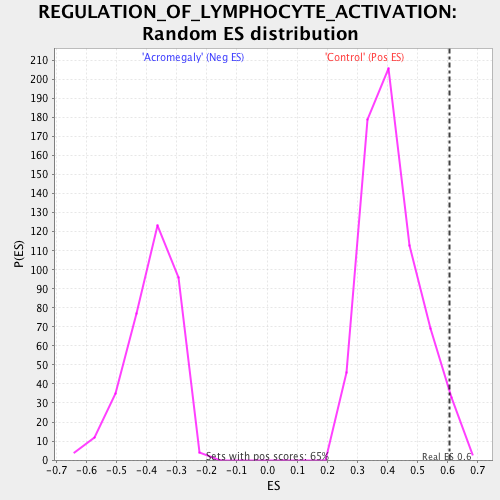 REGULATION_OF_LYMPHOCYTE_ACTIVATION:
Random ES distribution
'Acromegaly' (Neg ES)
'Control' (Pos ES)
P(ES)
210
200
190
180
170
160
150
140
130
120
110
100
90
80
70
60
50
40
30
20
10
0
Sets with pos scores: 65%
Real ES 0.6
-0.7 -0.6 -0.5 -0.4 -0.3 -0.2 -0.1 0.0 0.1 0.2 0.3 0.4 0.5 0.6 0.7
ES